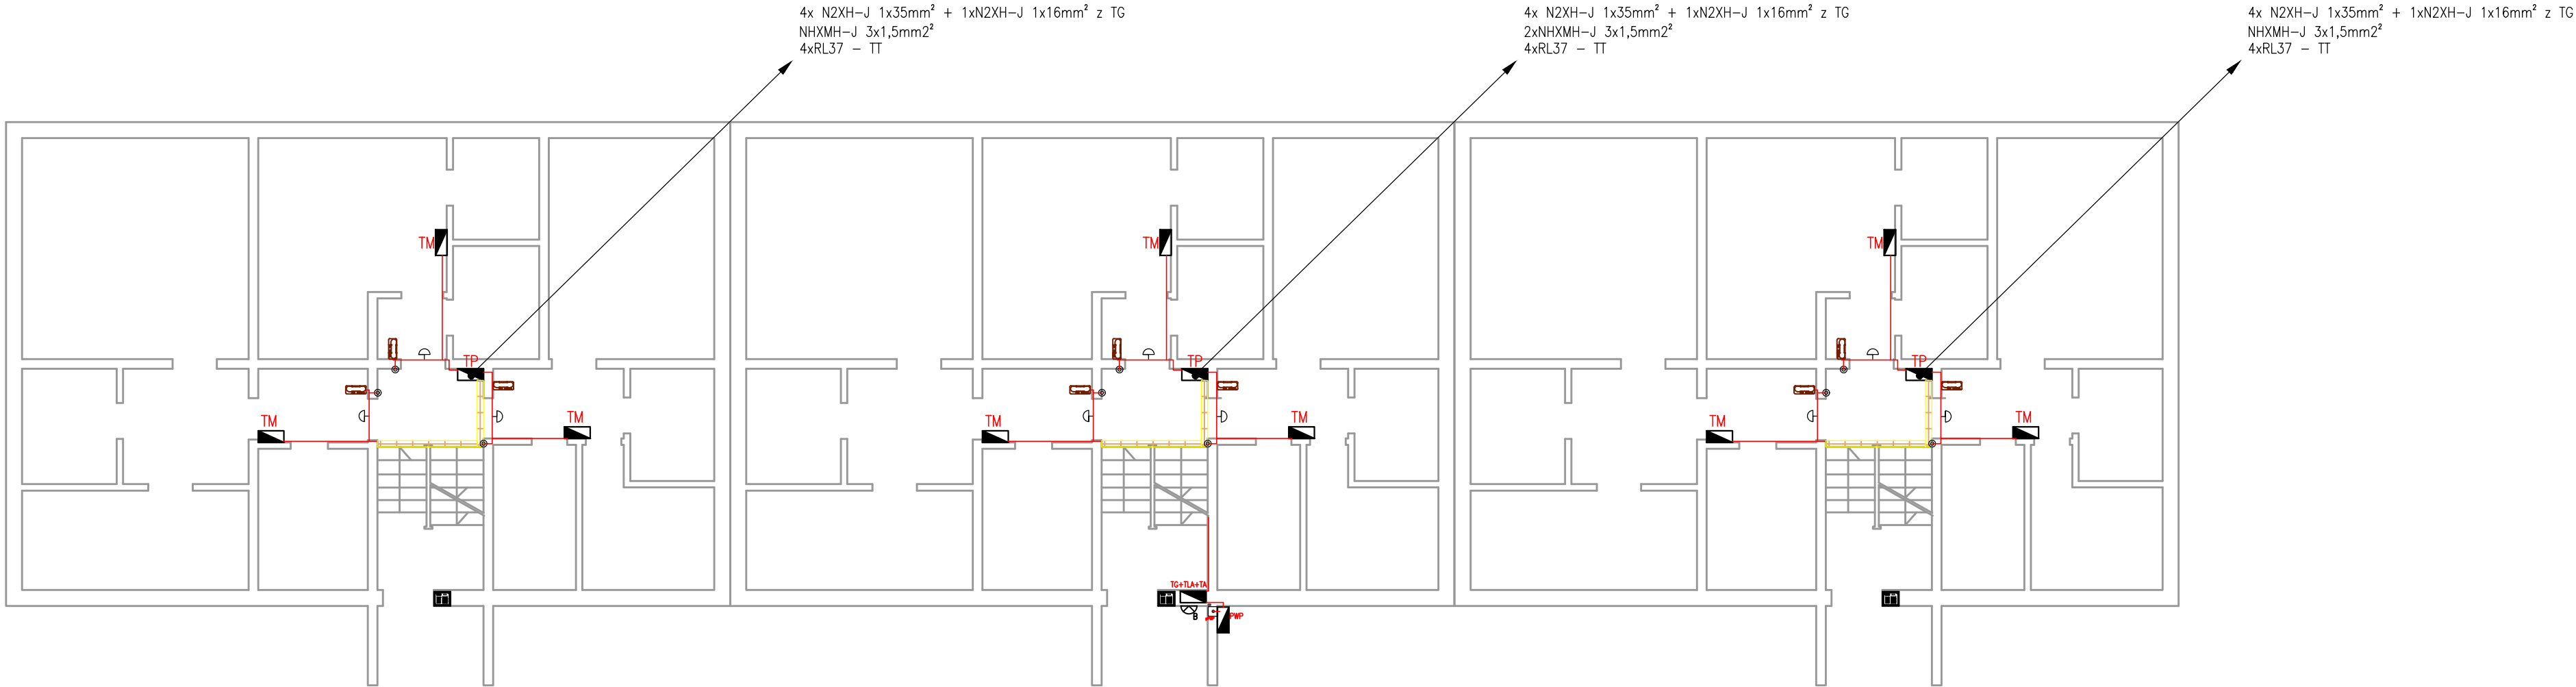 4x N2XH-J 1x35mm² + 1xN2XH-J 1x16mm² z TG
NHXMH-J 3x1,5mm2²
4xRL37 - TT
4x N2XH-J 1x35mm² + 1xN2XH-J 1x16mm² z TG
2xNHXMH-J 3x1,5mm2²
4xRL37 - TT
4x N2XH-J 1x35mm² + 1xN2XH-J 1x16mm² z TG
NHXMH-J 3x1,5mm2²
4xRL37 - TT
TM
TM
TM
TP
TP
TP
TM
TM
TM
TM
TM
TM
TG+TLA+TA
B
PWP